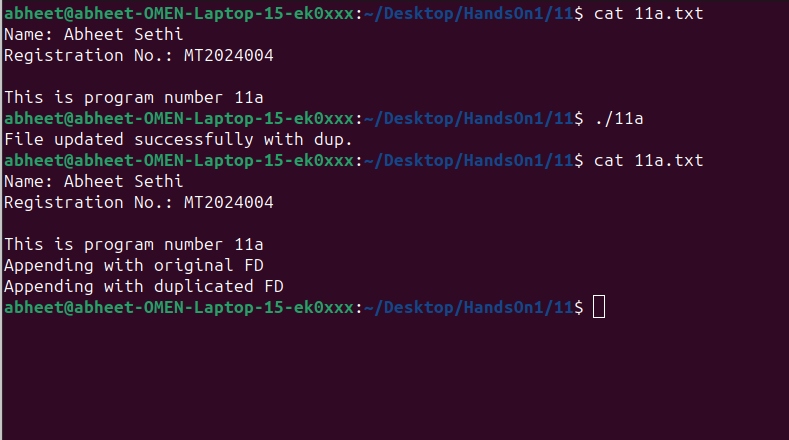 abheet@abheet-OMEN-Laptop-15-ek0xxx:~/Desktop/HandsOn1/11$ cat 11a.txt
Name: Abheet Sethi
Registration No.: MT2024004

This is program number 11a
abheet@abheet-OMEN-Laptop-15-ek0xxx:~/Desktop/HandsOn1/11$ ./11a
File updated successfully with dup.
abheet@abheet-OMEN-Laptop-15-ek0xxx:~/Desktop/HandsOn1/11$ cat 11a.txt
Name: Abheet Sethi
Registration No.: MT2024004

This is program number 11a
Appending with original FD
Appending with duplicated FD
abheet@abheet-OMEN-Laptop-15-ek0xxx:~/Desktop/HandsOn1/11$